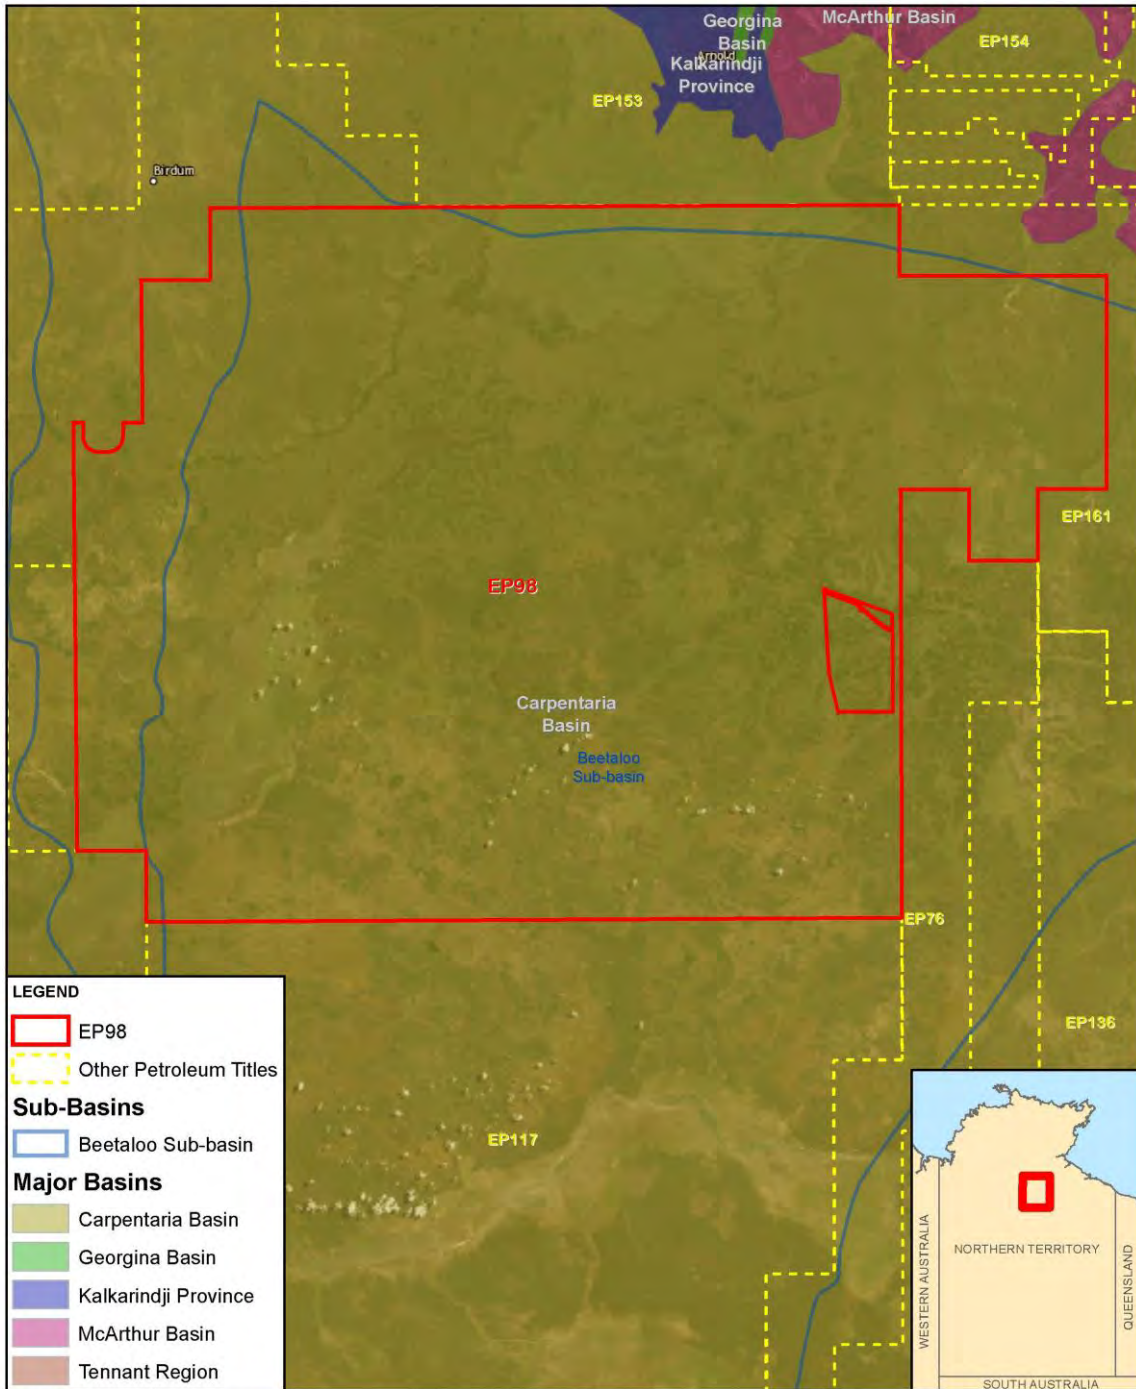 Georgina
Basin
McArthur Basin
Arnold
Kalkarindji
Province
EP154
EP153
Birdum
EP161
EP98
Carpentaria
Basin
Beetaloo
Sub-basin
EP76
EP136
EP117
LEGEND
EP98
Other Petroleum Titles
Sub-Basins
Beetaloo Sub-basin
Major Basins
Carpentaria Basin
Georgina Basin
Kalkarindji Province
McArthur Basin
Tennant Region
WESTERN AUSTRALIA
NORTHERN TERRITORY
QUEENSLAND
SOUTH AUSTRALIA